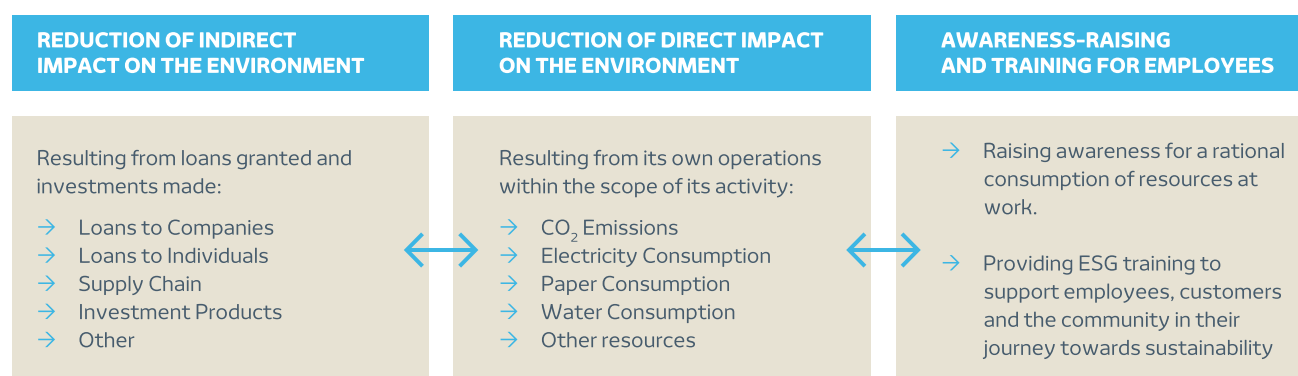 REDUCTION OF INDIRECT
IMPACT ON THE ENVIRONMENT
Resulting from loans granted and
investments made:
→ Loans to Companies
→ Loans to Individuals
→ Supply Chain
→ Investment Products
→ Other
REDUCTION OF DIRECT IMPACT
ON THE ENVIRONMENT
Resulting from its own operations
within the scope of its activity:
→ CO₂ Emissions
→ Electricity Consumption
→ Paper Consumption
→ Water Consumption
→ Other resources
AWARENESS-RAISING
AND TRAINING FOR EMPLOYEES
→ Raising awareness for a rational
consumption of resources at
work.
→ Providing ESG training to
support employees, customers
and the community in their
journey towards sustainability